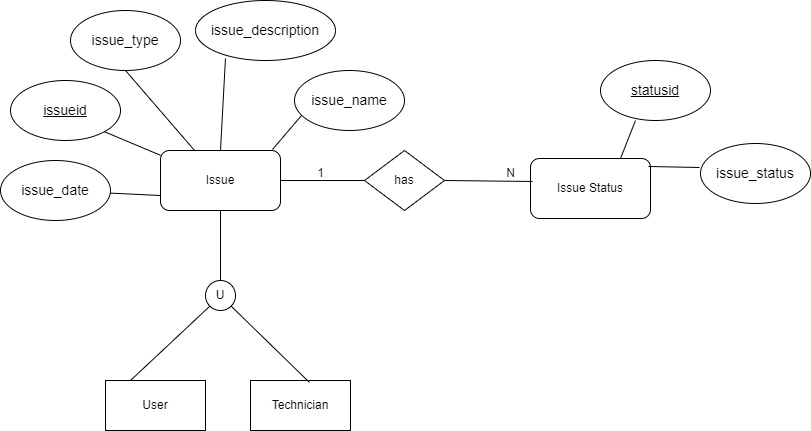 issue_description
issue_type
statusid
issue_name
issueid
issue_status
1
N
Issue
has
Issue Status
issue_date
U
User
Technician